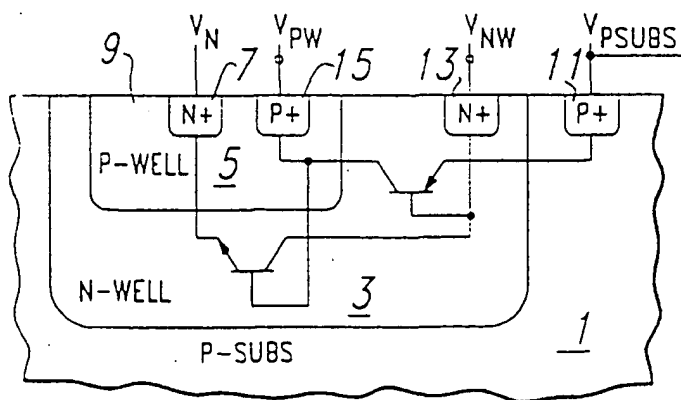 V_N V_PW V_NW V_PSUBS
9 7 15 13 11
N+ P+ N+ P+
P-WELL 5
N-WELL 3
P-SUBS 1